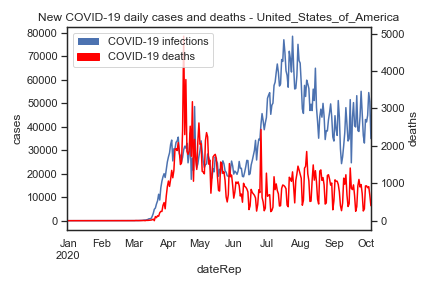 New COVID-19 daily cases and deaths - United_States_of_America
COVID-19 infections
COVID-19 deaths
80000
70000
60000
50000
40000
30000
20000
10000
0
cases
5000
4000
3000
2000
1000
0
deaths
Jan Feb Mar Apr May Jun Jul Aug Sep Oct
2020
dateRep